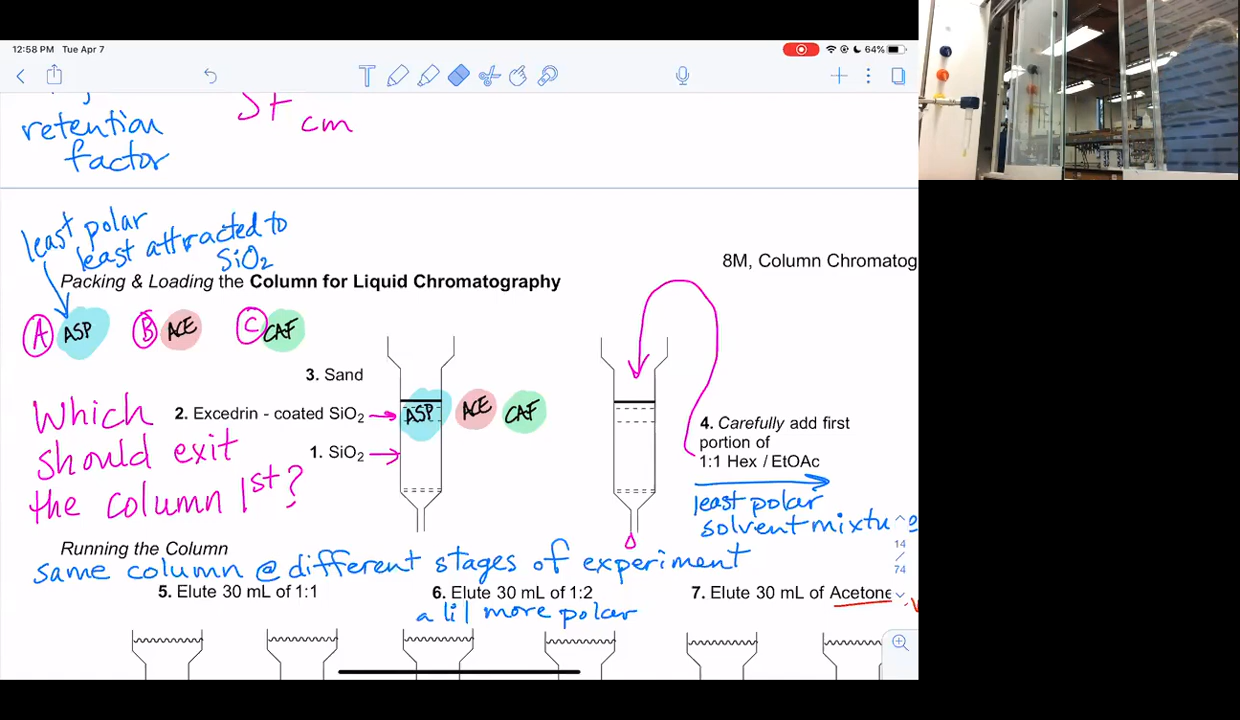 12:58 PM Tue Apr 7
64%
retention
factor
cm
least polar
least attracted to
SiO2
Packing & Loading the Column for Liquid Chromatography
8M, Column Chromatog
A ASP B ACE C CAF
3. Sand
Which
should exit
the column 1st?
2. Excedrin - coated SiO2
ASP ACE CAF
1. SiO2
4. Carefully add first
portion of
1:1 Hex / EtOAc
least polar
solvent mixture
14
/
74
Running the Column
same column @ different stages of experiment
5. Elute 30 mL of 1:1
6. Elute 30 mL of 1:2
7. Elute 30 mL of Acetone
a lil more polar